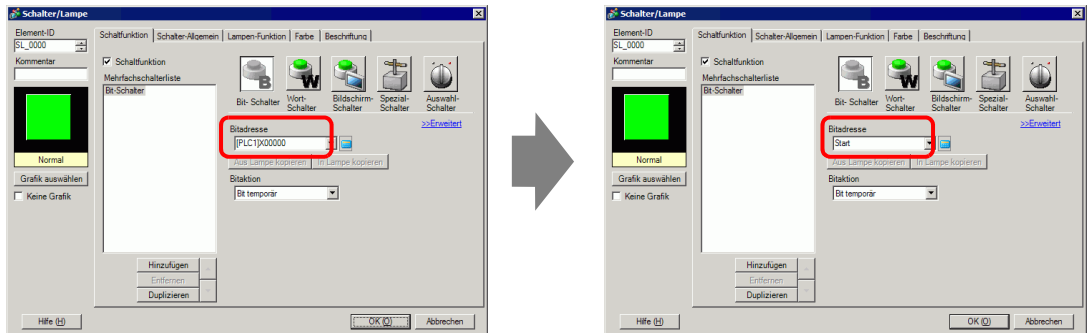 Schalter/Lampe
Element-ID
SL_0000
Kommentar
Normal
Grafik auswählen
Keine Grafik
Schaltfunktion Schalter-Allgemein Lampen-Funktion Farbe Beschriftung
Schaltfunktion
Mehrfachschalterliste
Bit-Schalter
Bit- Schalter
Wort-
Schalter
Bildschirm-
Schalter
Spezial-
Schalter
Auswahl-
Schalter
>>Erweitert
Bitadresse
[PLC1]X00000
Aus Lampe kopieren In Lampe kopieren
Bitaktion
Bit temporär
Hinzufügen
Entfernen
Duplizieren
Hilfe (H) OK (O) Abbrechen
Schalter/Lampe
Element-ID
SL_0000
Kommentar
Normal
Grafik auswählen
Keine Grafik
Schaltfunktion Schalter-Allgemein Lampen-Funktion Farbe Beschriftung
Schaltfunktion
Mehrfachschalterliste
Bit-Schalter
Bit- Schalter
Wort-
Schalter
Bildschirm-
Schalter
Spezial-
Schalter
Auswahl-
Schalter
>>Erweitert
Bitadresse
Start
Aus Lampe kopieren In Lampe kopieren
Bitaktion
Bit temporär
Hinzufügen
Entfernen
Duplizieren
Hilfe (H) OK (O) Abbrechen